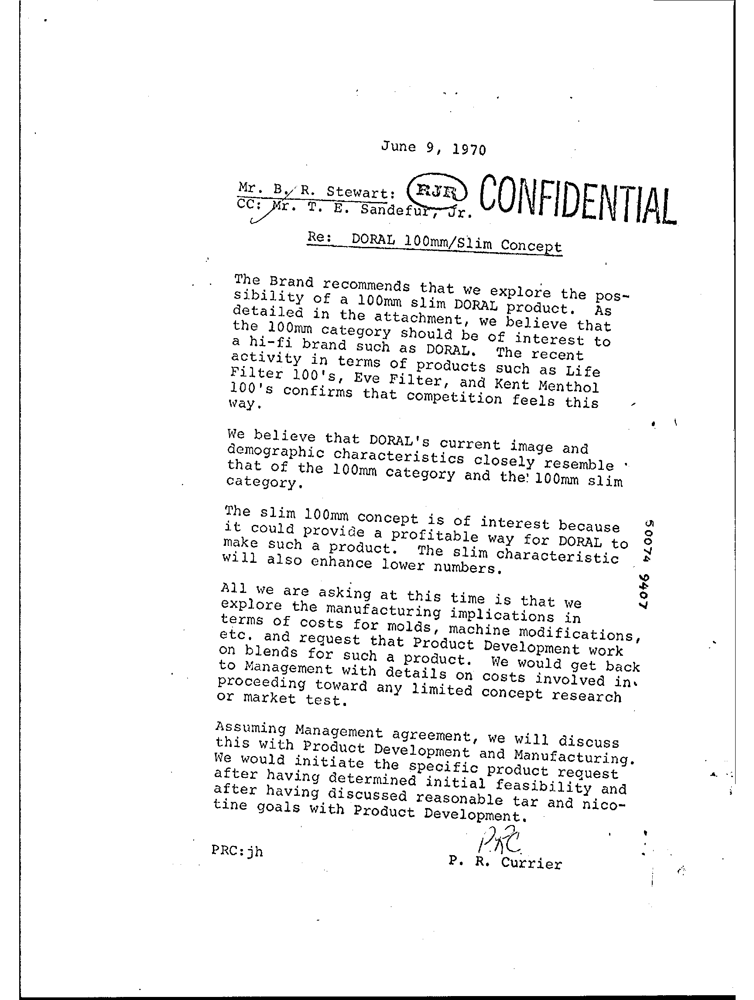 June 9, 1970
Mr. B. R. Stewart: RJR CONFIDENTIAL
CC: Mr. T. E. Sandefur, Jr.
Re: DORAL 100mm/Slim Concept
The Brand recommends that we explore the pos-
sibility of a 100mm slim DORAL product. As
detailed in the attachment, we believe that
the 100mm category should be of interest to
a hi-fi brand such as DORAL. The recent
activity in terms of products such as Life
Filter 100's, Eve Filter, and Kent Menthol
100's confirms that competition feels this
way.
We believe that DORAL's current image and
demographic characteristics closely resemble
that of the 100mm category and the 100mm slim
category.
The slim 100mm concept is of interest because
it could provide a profitable way for DORAL to
make such a product. The slim characteristic
will also enhance lower numbers.
50074 9407
All we are asking at this time is that we
explore the manufacturing implications in
terms of costs for molds, machine modifications,
etc. and request that Product Development work
on blends for such a product. We would get back
to Management with details on costs involved in
proceeding toward any limited concept research
or market test.
Assuming Management agreement, we will discuss
this with Product Development and Manufacturing.
We would initiate the specific product request
after having determined initial feasibility and
after having discussed reasonable tar and nico-
tine goals with Product Development.
PRC
PRC:jh
P. R. Currier